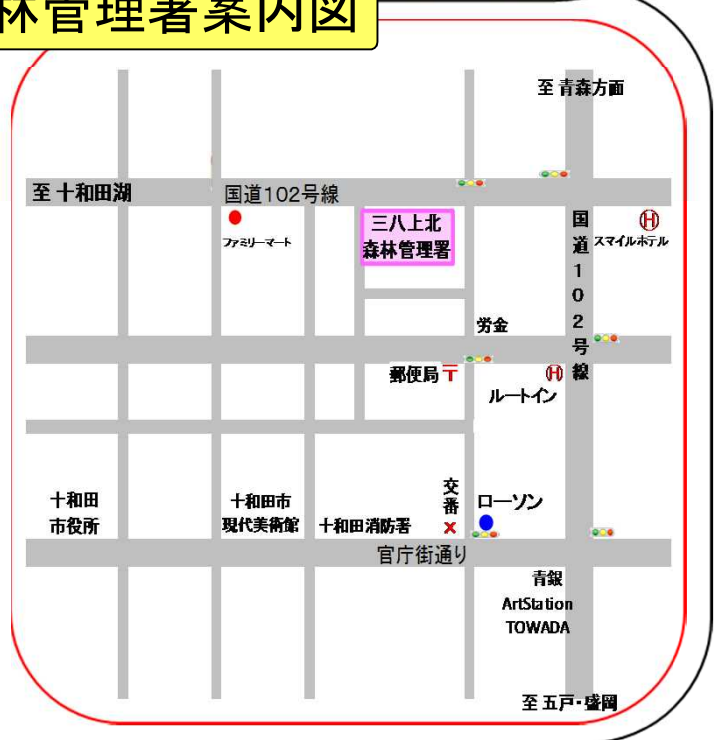 林管理署案内図
至 青森方面
至 十和田湖
国道102号線
ファミリーマート
三八上北
森林管理署
国道102号線
Ⓗ
スマイルホテル
労金
郵便局〒
Ⓗ
ルートイン
十和田
市役所
十和田市
現代美術館
十和田消防署
交番
×
ローソン
官庁街通り
青銀
ArtStation
TOWADA
至 五戸・盛岡